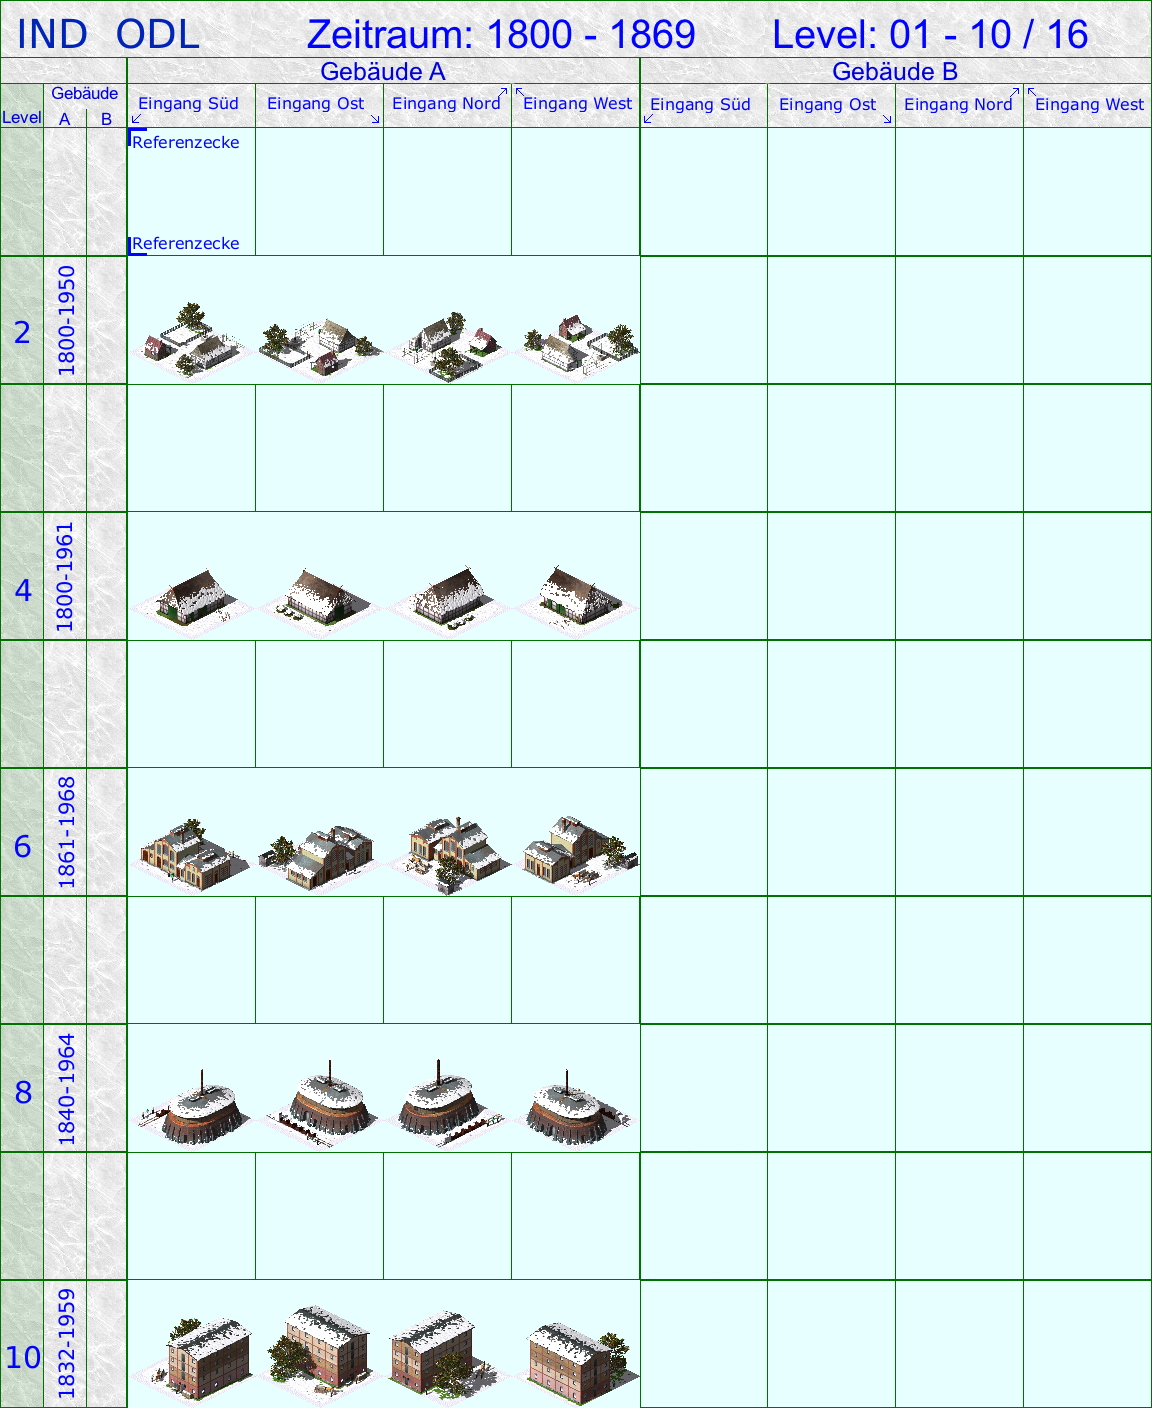 IND ODL Zeitraum: 1800 - 1869 Level: 01 - 10 / 16
Gebäude A Gebäude B
Level Gebäude A B Eingang Süd Eingang Ost Eingang Nord Eingang West Eingang Süd Eingang Ost Eingang Nord Eingang West
Referenzecke
Referenzecke
2 1800-1950
4 1800-1961
6 1861-1968
8 1840-1964
10 1832-1959